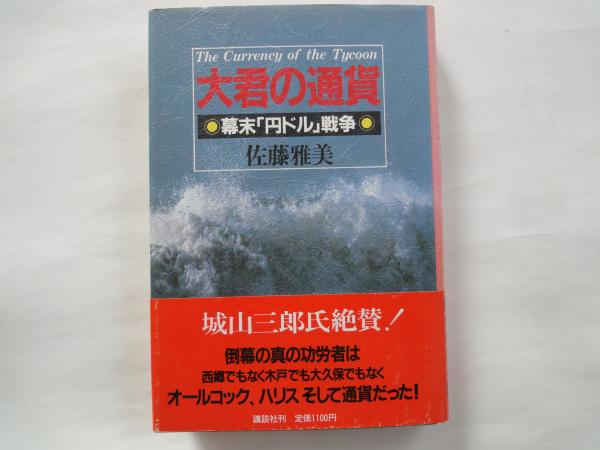 The Currency of the Tycoon
大君の通貨
幕末「円ドル」戦争
佐藤雅美
城山三郎氏絶賛!
倒幕の真の功労者は
西郷でもなく木戸でも大久保でもなく
オールコック、ハリス そして通貨だった!
講談社刊 定価1100円